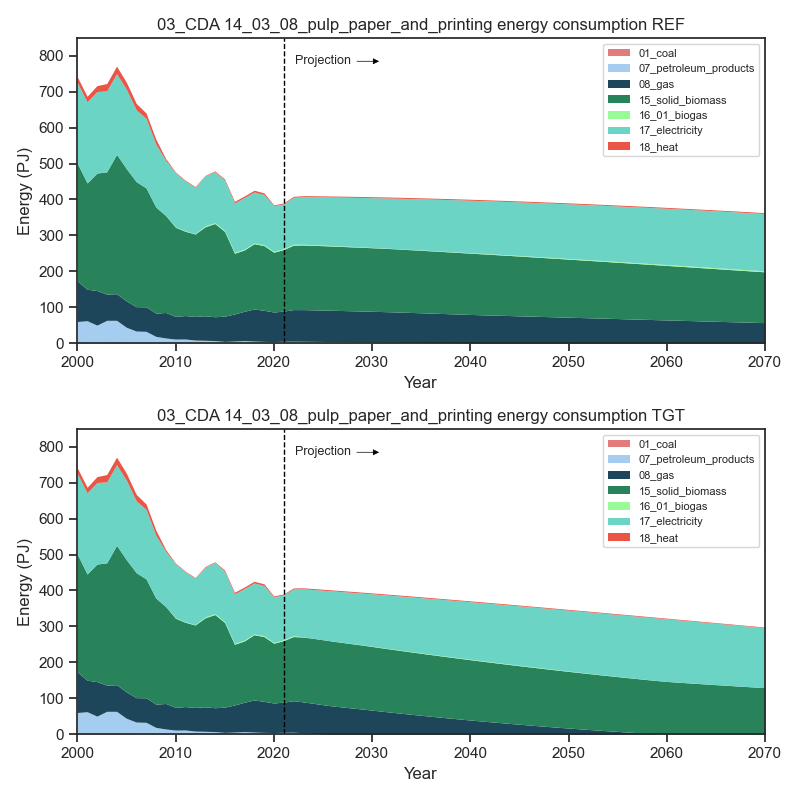 03_CDA 14_03_08_pulp_paper_and_printing energy consumption REF
800
700
600
500
400
300
200
100
0
Energy (PJ)
Projection
01_coal
07_petroleum_products
08_gas
15_solid_biomass
16_01_biogas
17_electricity
18_heat
2000 2010 2020 2030 2040 2050 2060 2070
Year
03_CDA 14_03_08_pulp_paper_and_printing energy consumption TGT
800
700
600
500
400
300
200
100
0
Energy (PJ)
Projection
01_coal
07_petroleum_products
08_gas
15_solid_biomass
16_01_biogas
17_electricity
18_heat
2000 2010 2020 2030 2040 2050 2060 2070
Year